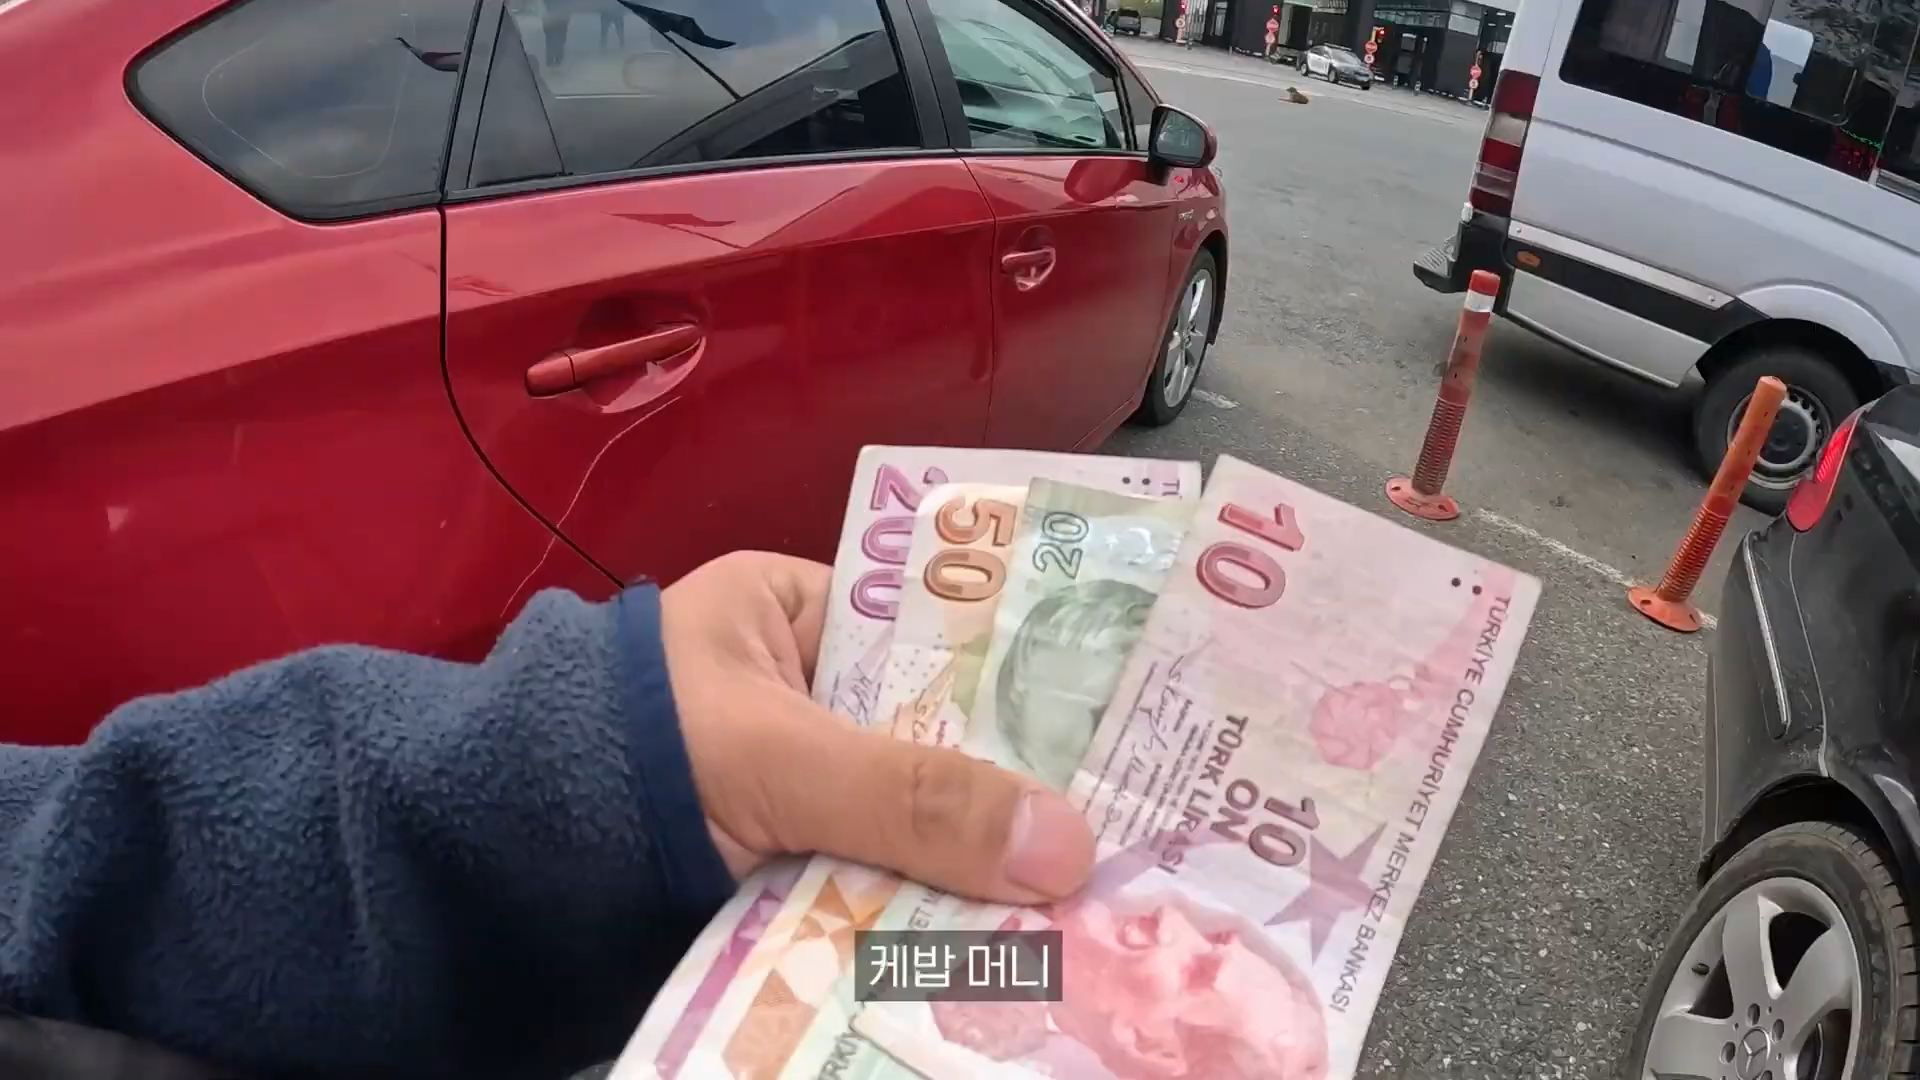 200
50
20
10
TÜRKİYE CUMHURİYET MERKEZ BANKASI
10
ON
TÜRK LİRASI
케밥 머니